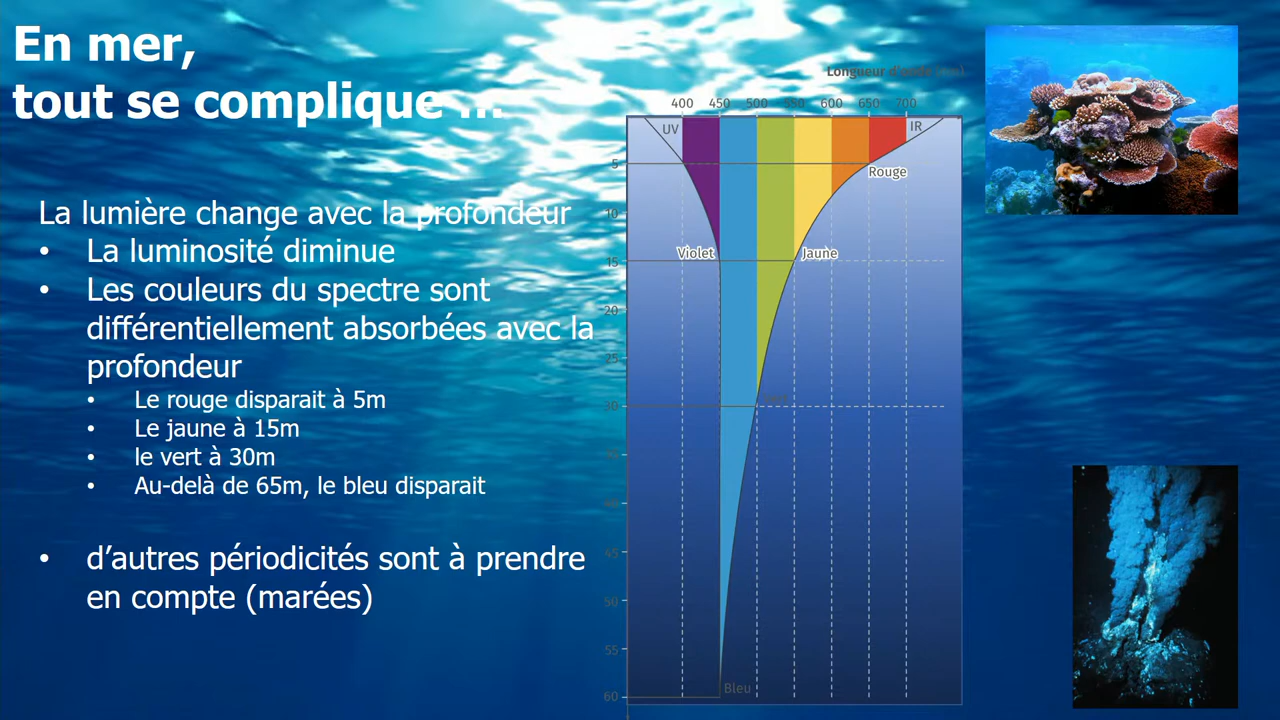 En mer,
tout se complique ...
La lumière change avec la profondeur
• La luminosité diminue
• Les couleurs du spectre sont
différentiellement absorbées avec la
profondeur
• Le rouge disparait à 5m
• Le jaune à 15m
• le vert à 30m
• Au-delà de 65m, le bleu disparait
• d’autres périodicités sont à prendre
en compte (marées)
Longueur d'onde (nm)
400 450 500 550 600 650 700
UV
IR
5
Rouge
10
Violet
Jaune
15
20
25
30
45
50
55
Bleu
60